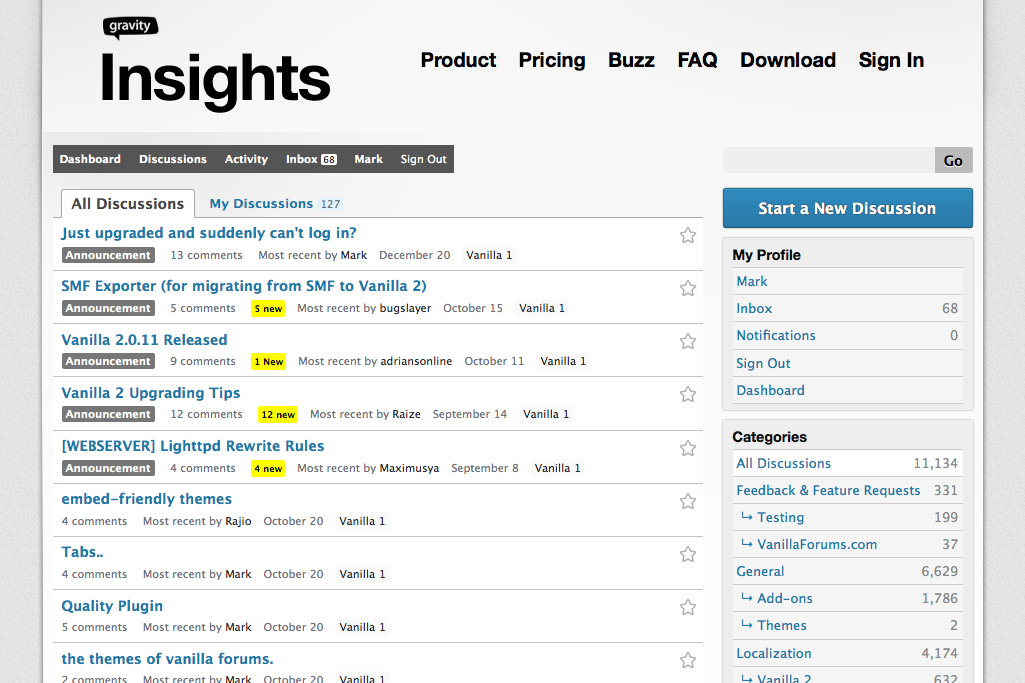 gravity
Insights
Product Pricing Buzz FAQ Download Sign In
Dashboard Discussions Activity Inbox 68 Mark Sign Out
Go
All Discussions My Discussions 127
Just upgraded and suddenly can't log in?
Announcement 13 comments Most recent by Mark December 20 Vanilla 1
SMF Exporter (for migrating from SMF to Vanilla 2)
Announcement 5 comments 5 new Most recent by bugslayer October 15 Vanilla 1
Vanilla 2.0.11 Released
Announcement 9 comments 1 New Most recent by adriansonline October 11 Vanilla 1
Vanilla 2 Upgrading Tips
Announcement 12 comments 12 new Most recent by Raize September 14 Vanilla 1
[WEBSERVER] Lighttpd Rewrite Rules
Announcement 4 comments 4 new Most recent by Maximusya September 8 Vanilla 1
embed-friendly themes
4 comments Most recent by Rajio October 20 Vanilla 1
Tabs..
4 comments Most recent by Mark October 20 Vanilla 1
Quality Plugin
5 comments Most recent by Mark October 20 Vanilla 1
the themes of vanilla forums.
2 comments Most recent by Mark October 20 Vanilla 1
Start a New Discussion
My Profile
Mark
Inbox 68
Notifications 0
Sign Out
Dashboard
Categories
All Discussions 11,134
Feedback & Feature Requests 331
↳ Testing 199
↳ VanillaForums.com 37
General 6,629
↳ Add-ons 1,786
↳ Themes 2
Localization 4,174
↳ Vanilla 2 632